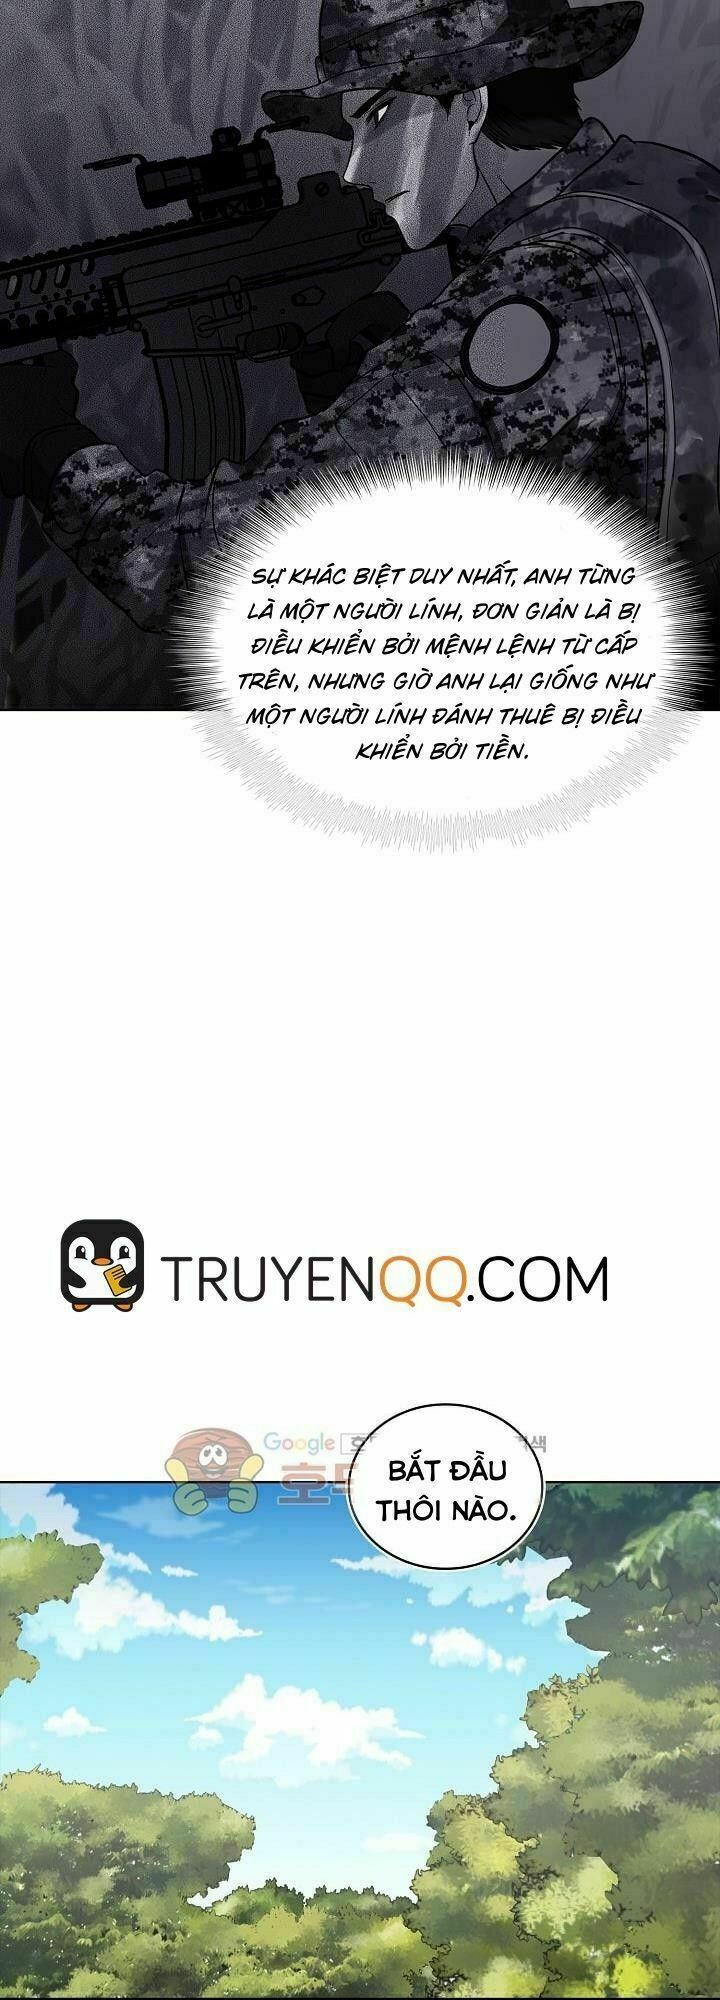 SỰ KHÁC BIỆT DUY NHẤT, ANH TỪNG
LÀ MỘT NGƯỜI LÍNH, ĐƠN GIẢN LÀ BỊ
ĐIỀU KHIỂN BỞI MỆNH LỆNH TỪ CẤP
TRÊN, NHƯNG GIỜ ANH LẠI GIỐNG NHƯ
MỘT NGƯỜI LÍNH ĐÁNH THUÊ BỊ ĐIỀU
KHIỂN BỞI TIỀN.
TRUYENQQ.COM
Google
BẮT ĐẦU
THÔI NÀO.